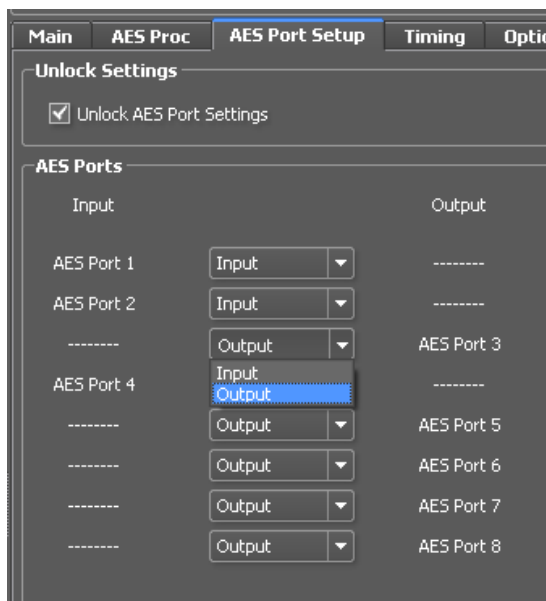 Main AES Proc AES Port Setup Timing Optic
Unlock Settings
Unlock AES Port Settings
AES Ports
Input Output
AES Port 1 Input --------
AES Port 2 Input --------
-------- Output AES Port 3
Input
AES Port 4 Output --------
-------- Output AES Port 5
-------- Output AES Port 6
-------- Output AES Port 7
-------- Output AES Port 8